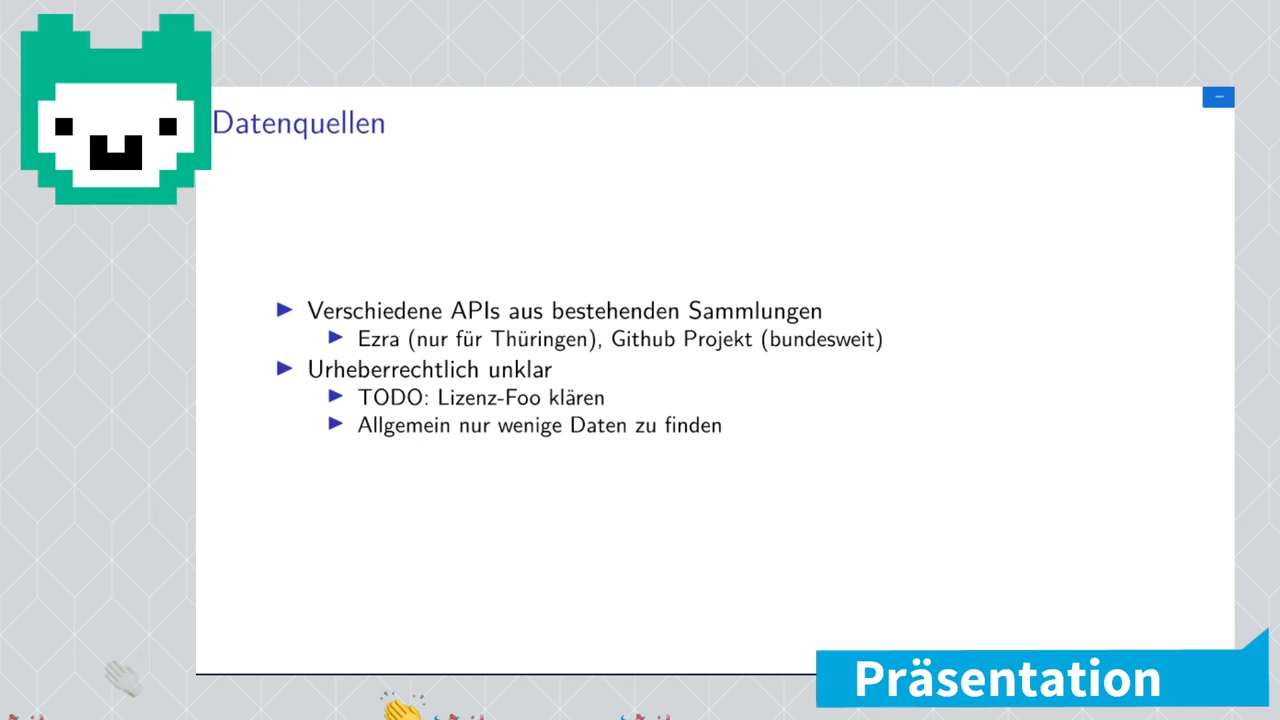 Datenquellen
Verschiedene APIs aus bestehenden Sammlungen
Ezra (nur für Thüringen), Github Projekt (bundesweit)
Urheberrechtlich unklar
TODO: Lizenz-Foo klären
Allgemein nur wenige Daten zu finden
Präsentation